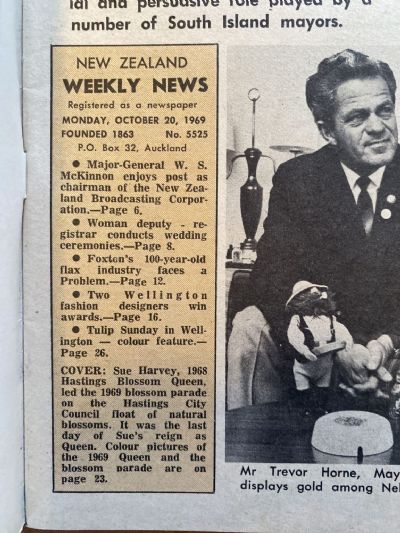 and persuasive role played by a
number of South Island mayors.
NEW ZEALAND
WEEKLY NEWS
Registered as a newspaper
MONDAY, OCTOBER 20, 1969
FOUNDED 1863 No. 5525
P.O. Box 32, Auckland
● Major-General W. S.
McKinnon enjoys post as
chairman of the New Zea-
land Broadcasting Corpor-
ation.—Page 6.
● Woman deputy - re-
gistrar conducts wedding
ceremonies.—Page 8.
● Foxton's 100-year-old
flax industry faces a
Problem.—Page 12.
● Two Wellington
fashion designers win
awards.—Page 16.
● Tulip Sunday in Well-
ington — colour feature.—
Page 26.
COVER: Sue Harvey, 1968
Hastings Blossom Queen,
led the 1969 blossom parade
on the Hastings City
Council float of natural
blossoms. It was the last
day of Sue's reign as
Queen. Colour pictures of
the 1969 Queen and the
blossom parade are on
page 23.
Mr Trevor Horne, May
displays gold among Nel